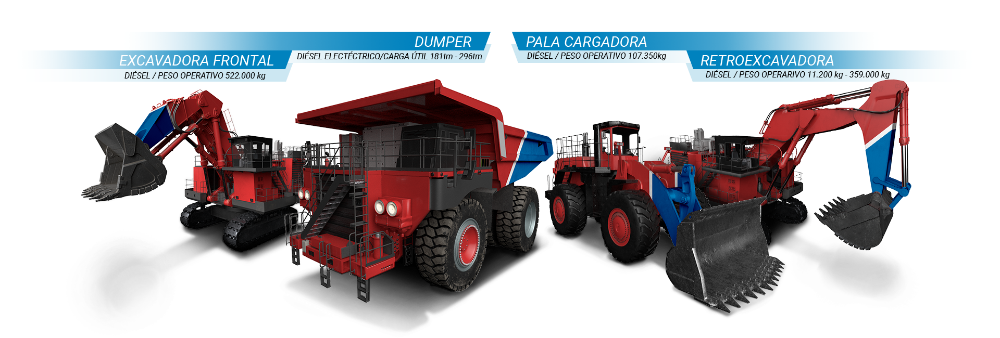 EXCAVADORA FRONTAL
DIÉSEL / PESO OPERATIVO 522.000 kg
DUMPER
DIÉSEL ELECTÉCTRICO/CARGA ÚTIL 181tm - 296tm
PALA CARGADORA
DIÉSEL / PESO OPERATIVO 107.350kg
RETROEXCAVADORA
DIÉSEL / PESO OPERARIVO 11.200 kg - 359.000 kg